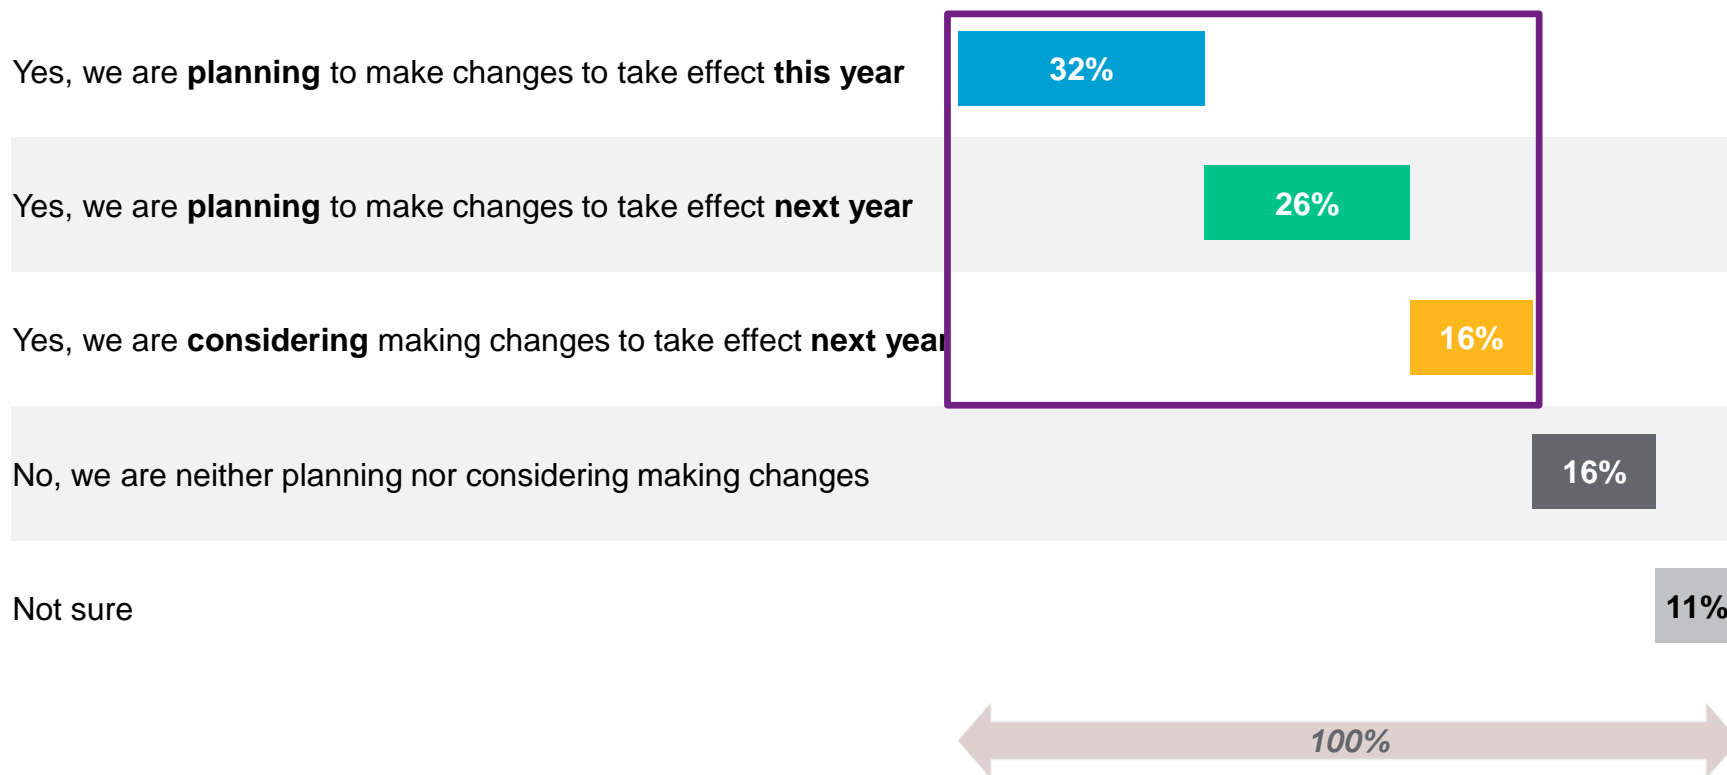 Yes, we are planning to make changes to take effect this year 32%
Yes, we are planning to make changes to take effect next year 26%
Yes, we are considering making changes to take effect next year 16%
No, we are neither planning nor considering making changes 16%
Not sure 11%
100%